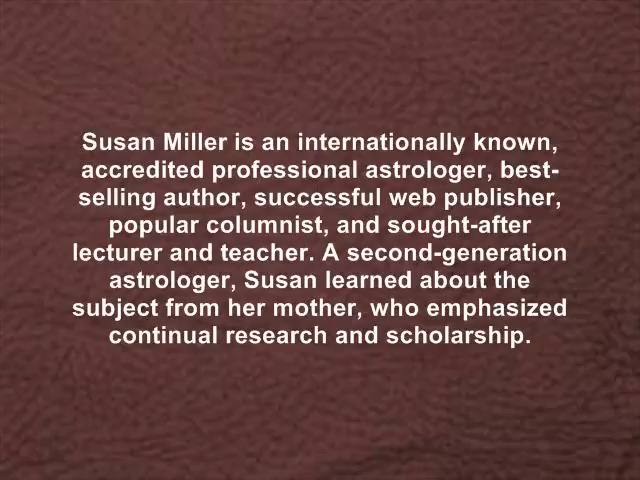 Susan Miller is an internationally known,
accredited professional astrologer, best-
selling author, successful web publisher,
popular columnist, and sought-after
lecturer and teacher. A second-generation
astrologer, Susan learned about the
subject from her mother, who emphasized
continual research and scholarship.